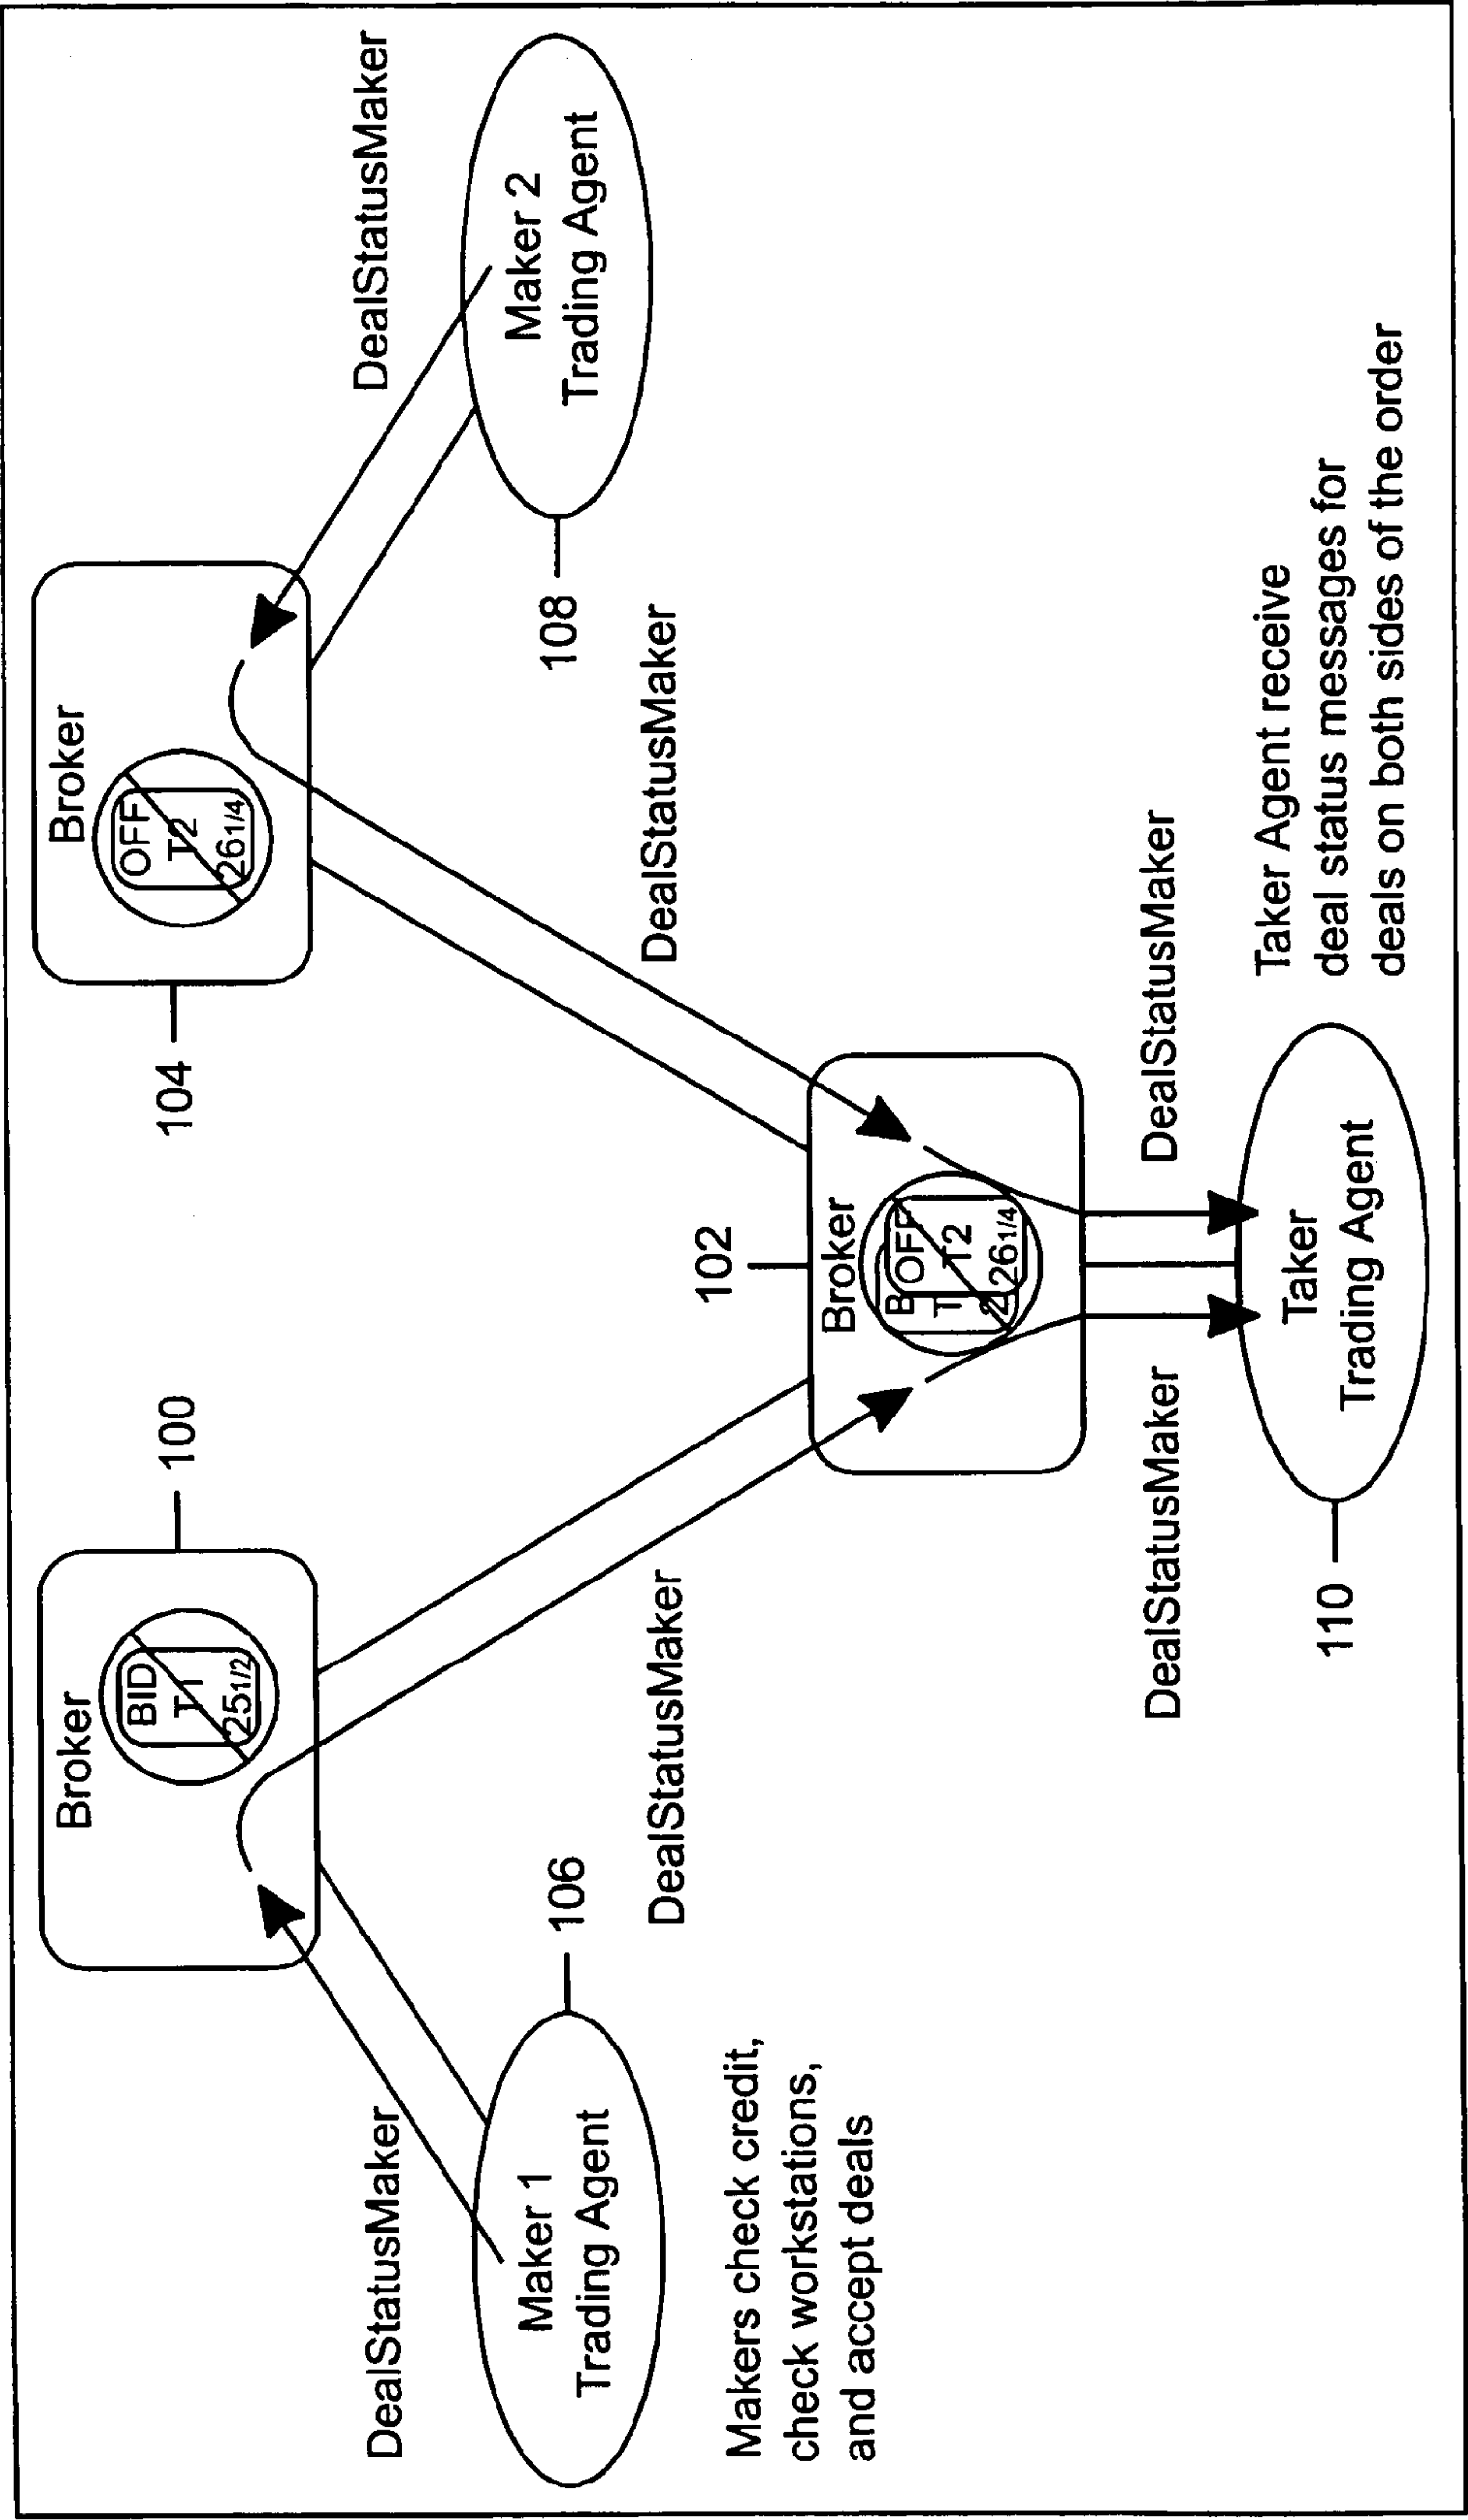 Broker
BID
T1
25 1/2
100
104
Broker
OFF
T2
26 1/4
DealStatusMaker
Maker 1
Trading Agent
106
DealStatusMaker
Maker 2
Trading Agent
108
DealStatusMaker
DealStatusMaker
102
Broker
B
T
2
OFF
T2
26 1/4
Makers check credit,
check workstations,
and accept deals
DealStatusMaker
DealStatusMaker
Taker
Trading Agent
110
Taker Agent receive
deal status messages for
deals on both sides of the order